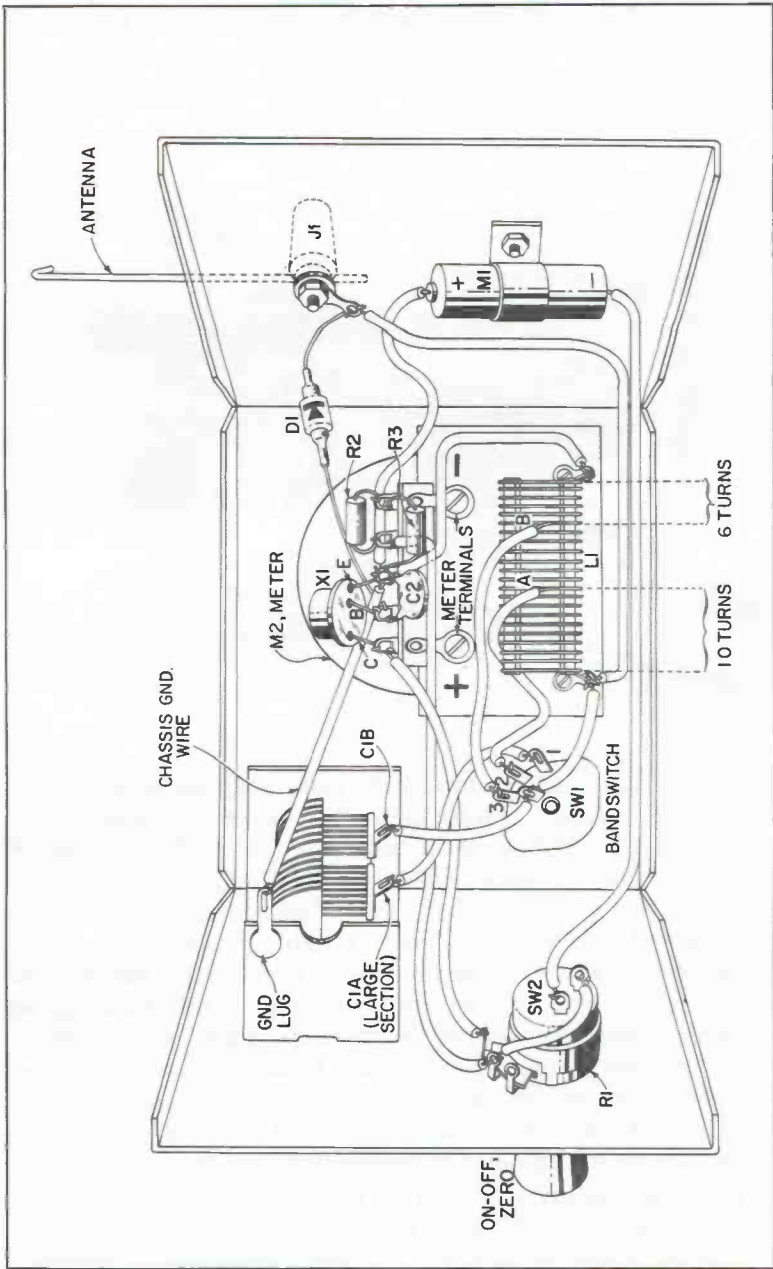 ANTENNA
J1
D1
+
M1
-
R2
R3
M2, METER
X1
E
B
C
C2
METER
TERMINALS
+
-
CHASSIS GND.
WIRE
C1B
GND
LUG
C1A
(LARGE
SECTION)
A
B
L1
6 TURNS
10 TURNS
1
2
3
SW1
BANDSWITCH
SW2
R1
ON-OFF,
ZERO